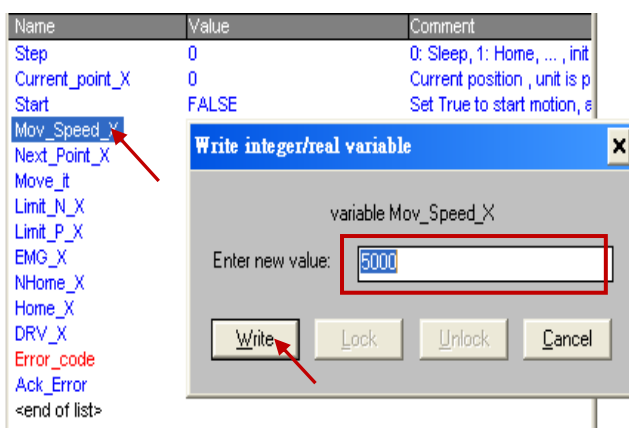 Name Value Comment
Step 0 0: Sleep, 1: Home, ... , init
Current_point_X 0 Current position , unit is p
Start FALSE Set True to start motion, a
Mov_Speed_X
Write integer/real variable
Next_Point_X
Move_it
Limit_N_X
variable Mov_Speed_X
Limit_P_X
EMG_X
Enter new value: 5000
NHome_X
Home_X
DRV_X
Write Lock Unlock Cancel
Error_code
Ack_Error
<end of list>